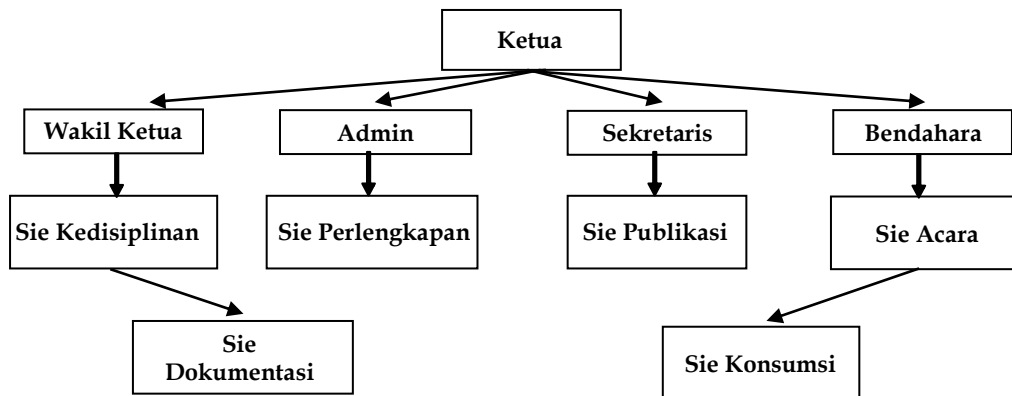 Ketua
Wakil Ketua
Admin
Sekretaris
Bendahara
Sie Kedisiplinan
Sie Perlengkapan
Sie Publikasi
Sie Acara
Sie
Dokumentasi
Sie Konsumsi